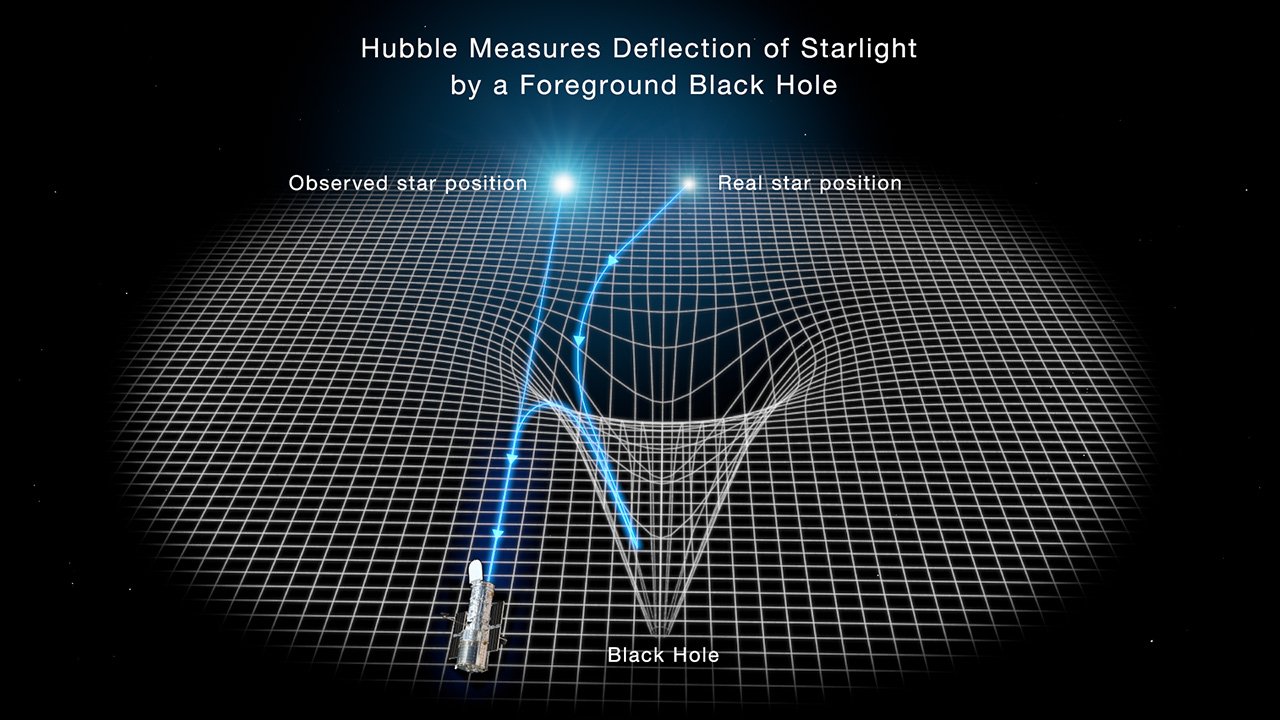 Hubble Measures Deflection of Starlight
by a Foreground Black Hole
Observed star position
Real star position
Black Hole